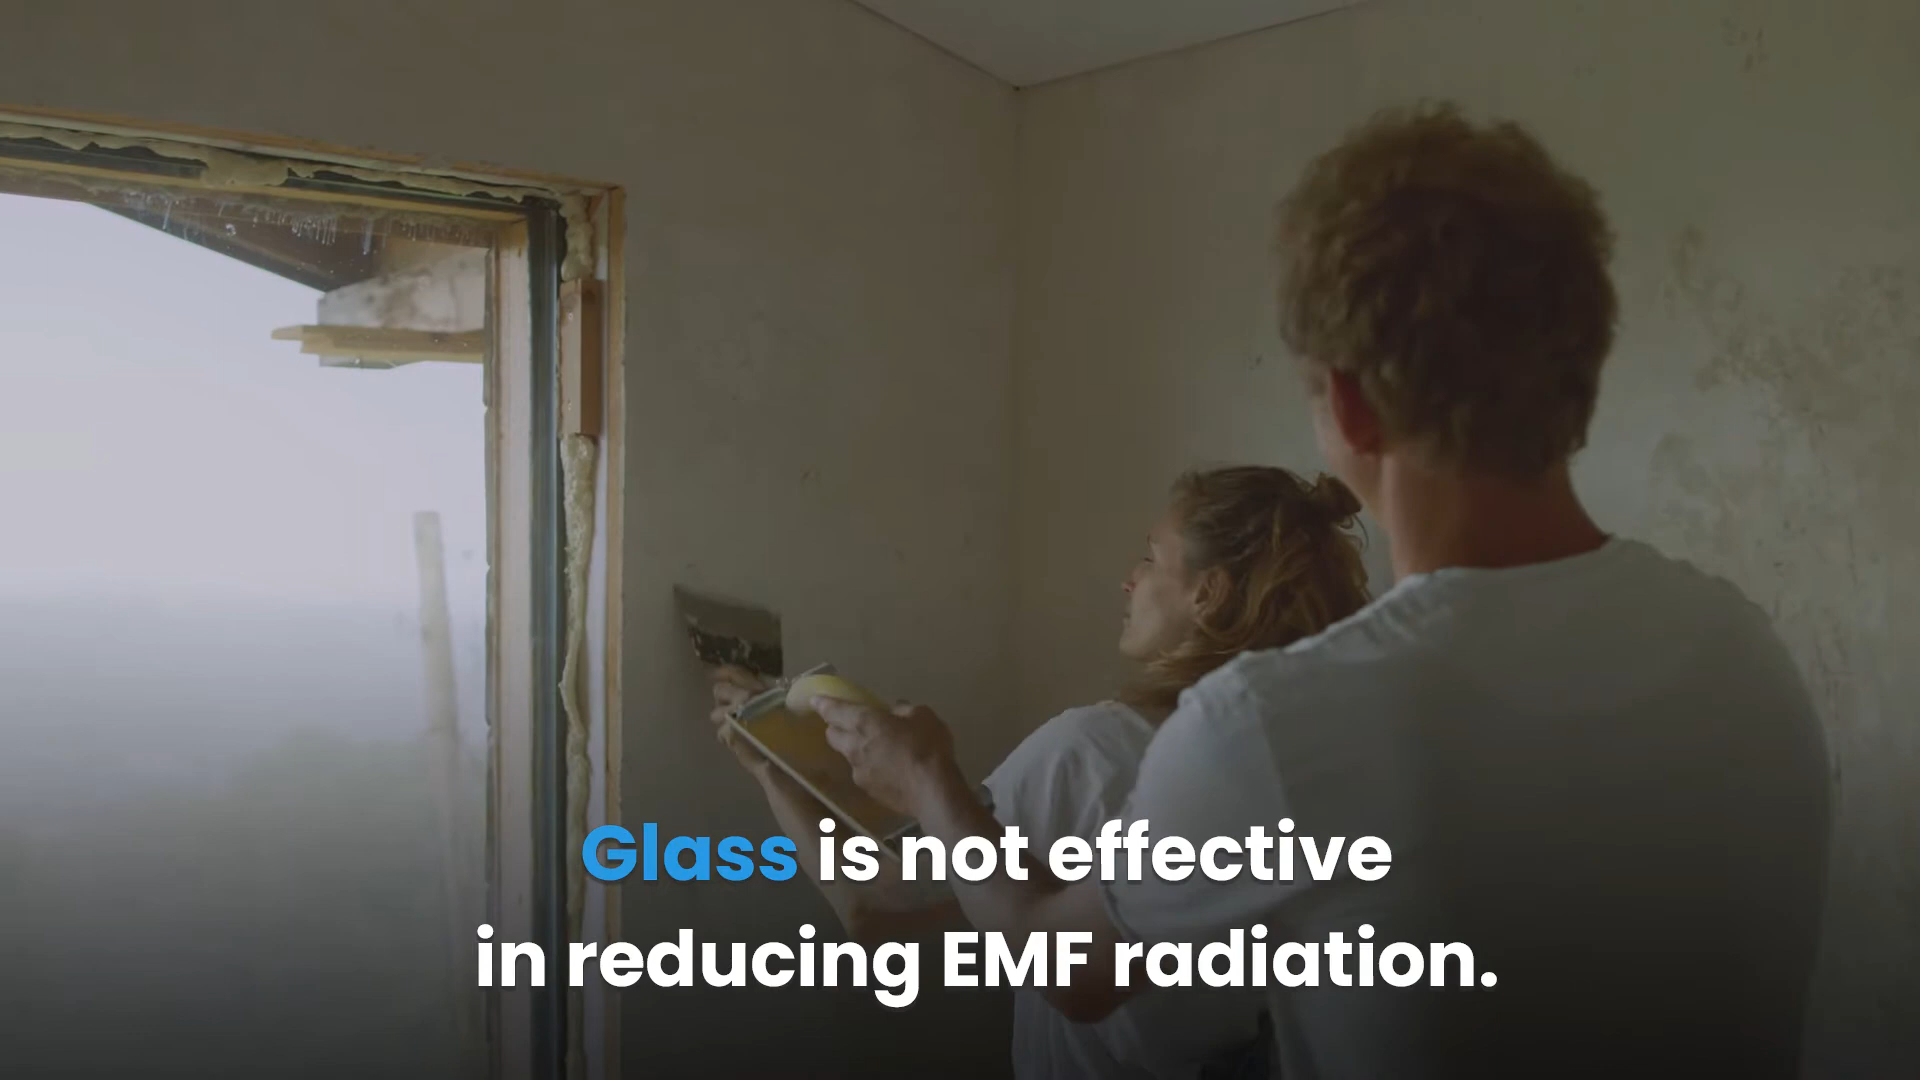 Glass is not effective
in reducing EMF radiation.